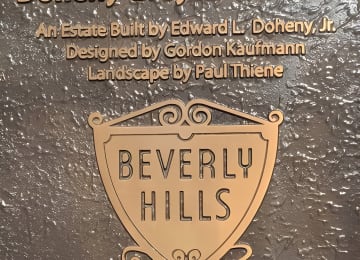 An Estate Built by Edward L. Doheny, Jr.
Designed by Gordon Kaufmann
Landscape by Paul Thiene
BEVERLY
HILLS